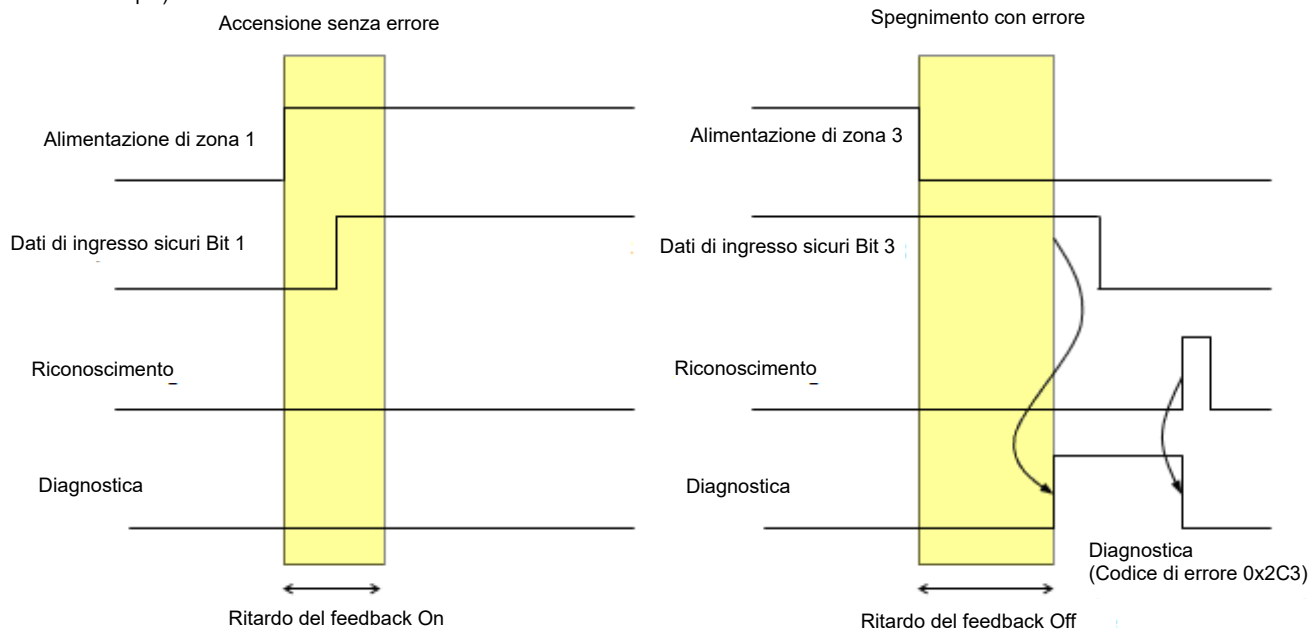 Accensione senza errore
Alimentazione di zona 1
Dati di ingresso sicuri Bit 1
Riconoscimento
Diagnostica
Ritardo del feedback On
Spegnimento con errore
Alimentazione di zona 3
Dati di ingresso sicuri Bit 3
Riconoscimento
Diagnostica
Diagnostica
(Codice di errore 0x2C3)
Ritardo del feedback Off